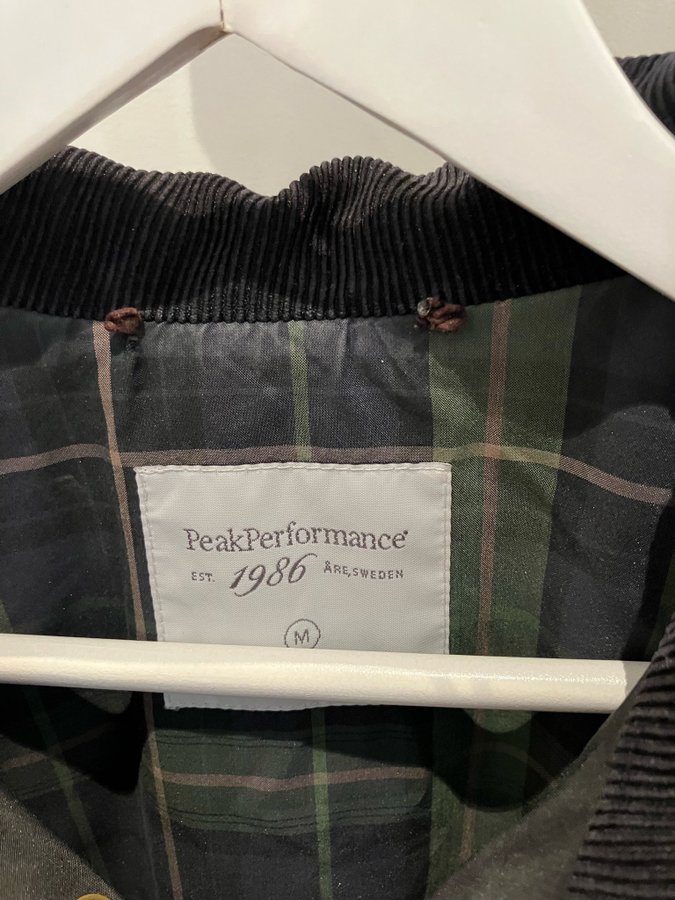 PeakPerformance®
EST. 1986 ÅRE, SWEDEN
M